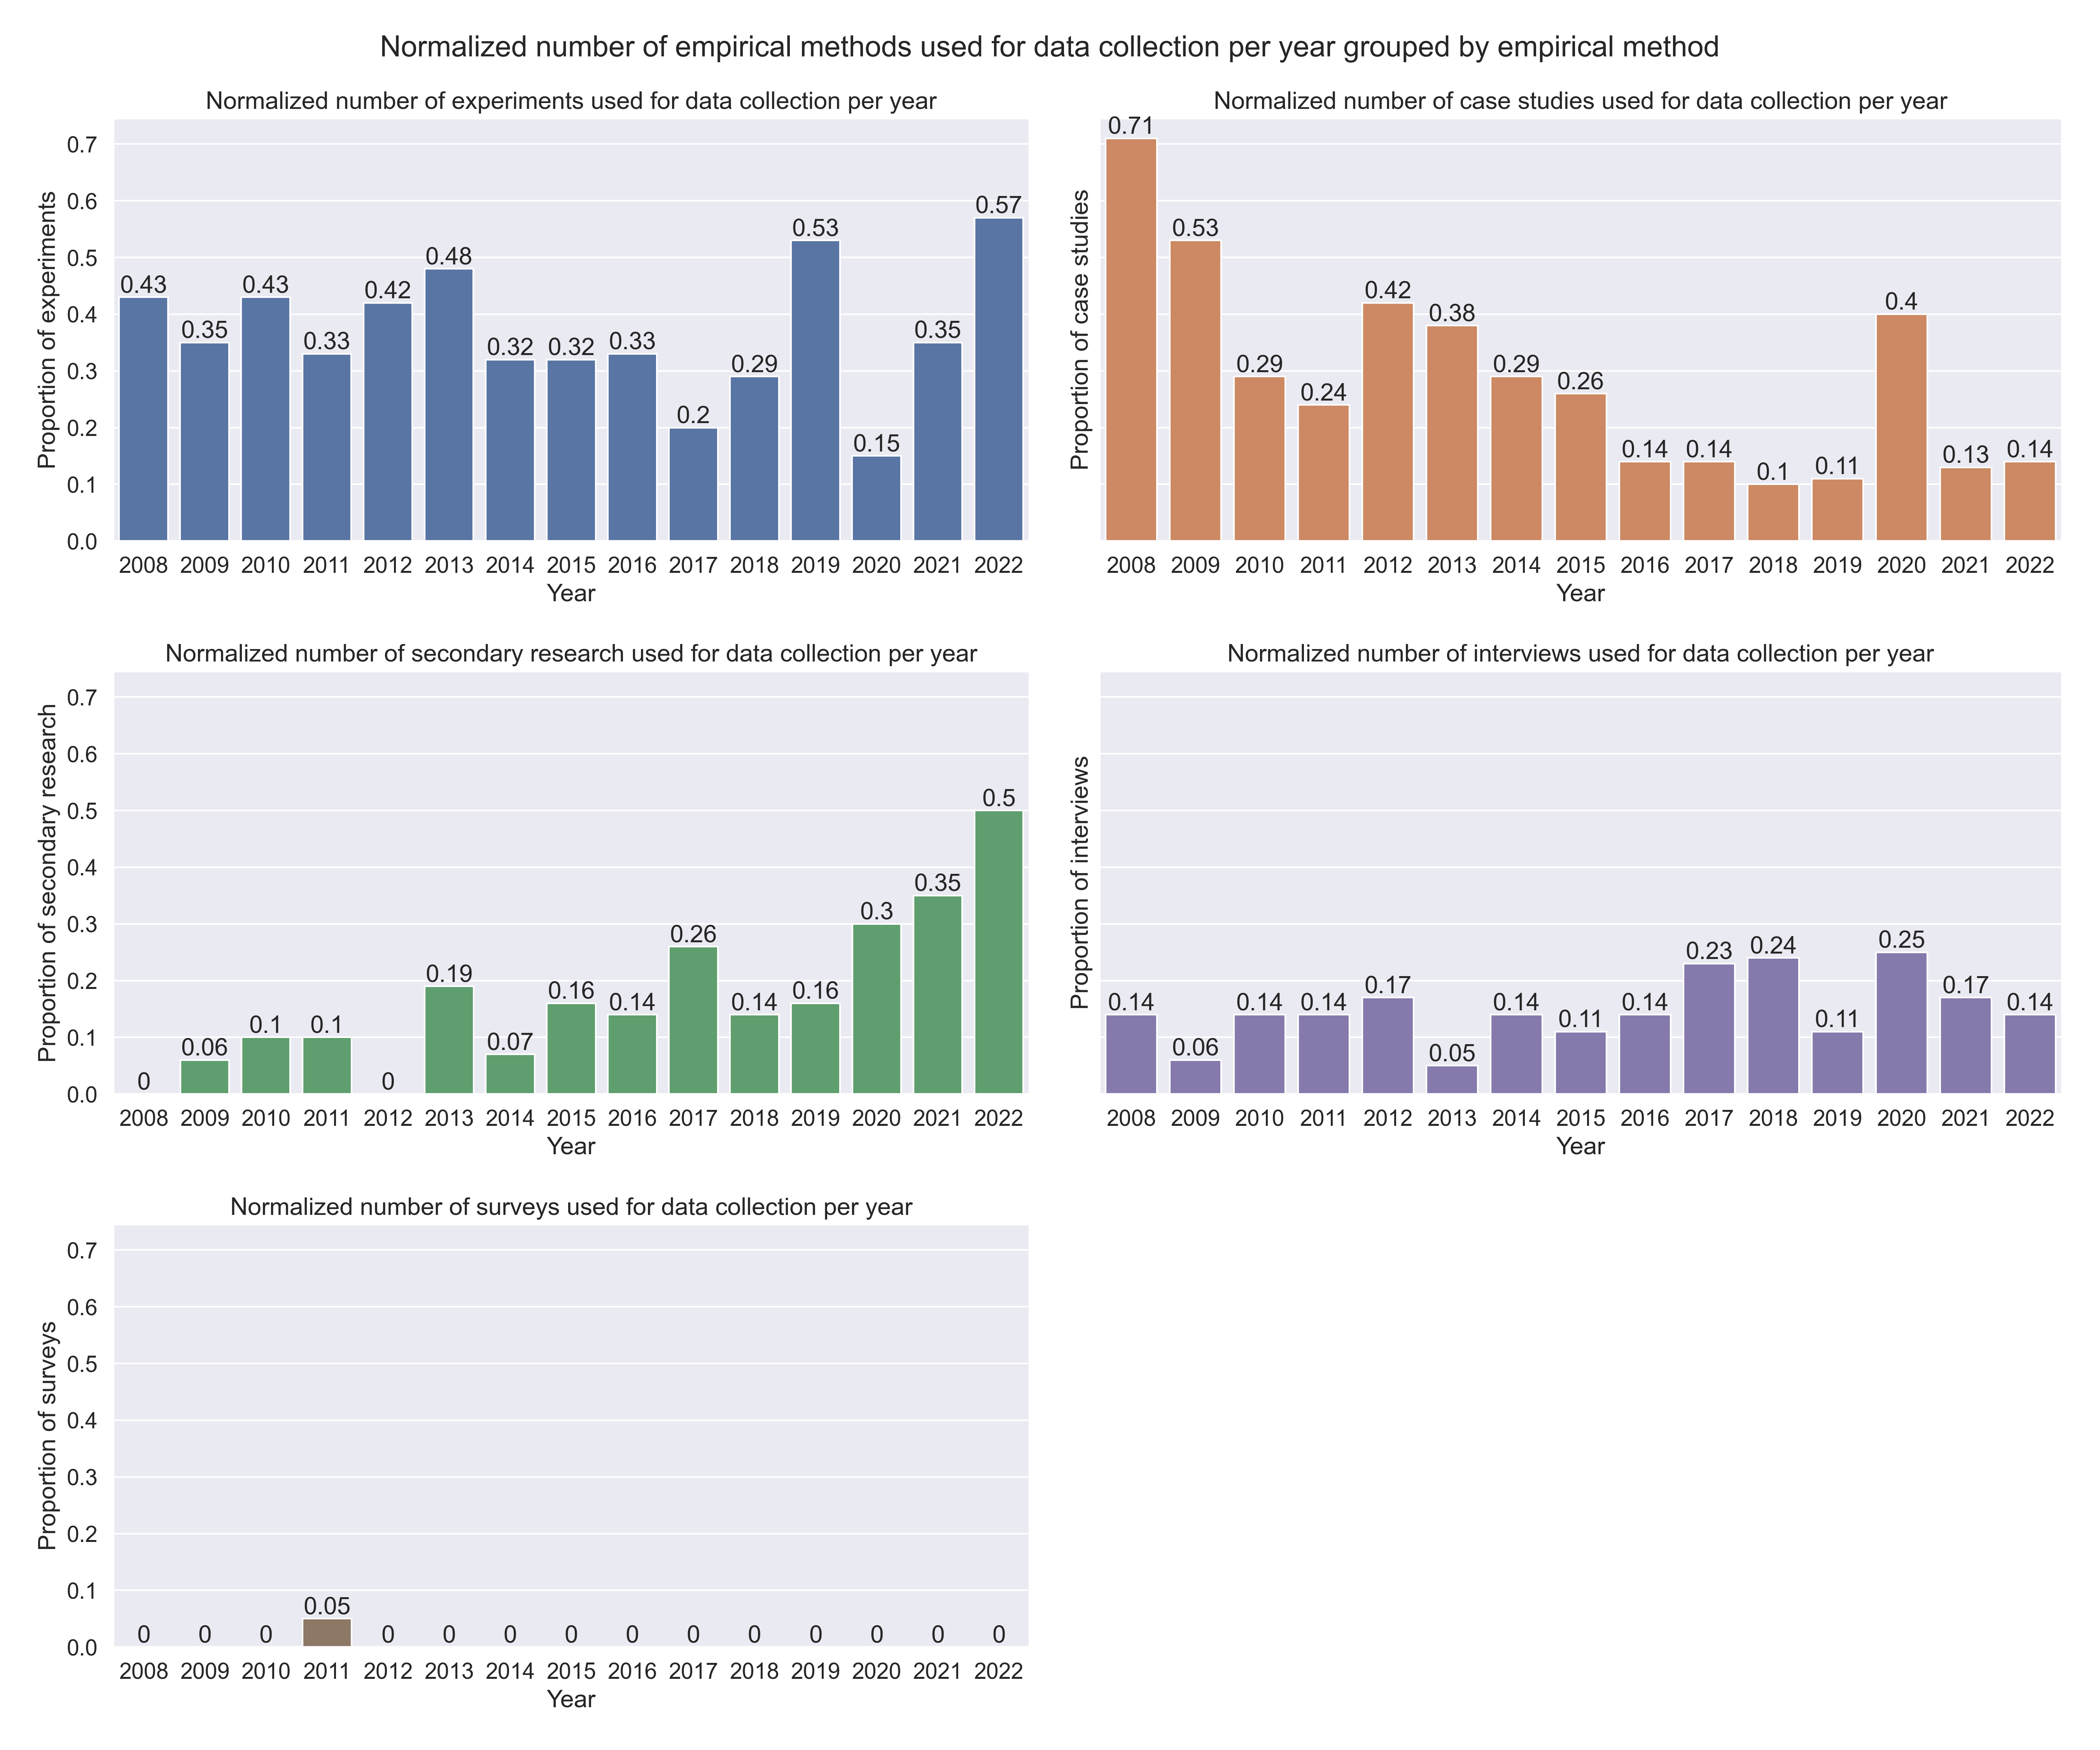 Normalized number of empirical methods used for data collection per year grouped by empirical method
Normalized number of experiments used for data collection per year
Proportion of experiments
0.7
0.6
0.5
0.4
0.3
0.2
0.1
0.0
0.43 0.35 0.43 0.33 0.42 0.48 0.32 0.32 0.33 0.2 0.29 0.53 0.15 0.35 0.57
2008 2009 2010 2011 2012 2013 2014 2015 2016 2017 2018 2019 2020 2021 2022
Year
Normalized number of case studies used for data collection per year
Proportion of case studies
0.71 0.53 0.29 0.24 0.42 0.38 0.29 0.26 0.14 0.14 0.1 0.11 0.4 0.13 0.14
2008 2009 2010 2011 2012 2013 2014 2015 2016 2017 2018 2019 2020 2021 2022
Year
Normalized number of secondary research used for data collection per year
Proportion of secondary research
0.7
0.6
0.5
0.4
0.3
0.2
0.1
0.0
0 0.06 0.1 0.1 0 0.19 0.07 0.16 0.14 0.26 0.14 0.16 0.3 0.35 0.5
2008 2009 2010 2011 2012 2013 2014 2015 2016 2017 2018 2019 2020 2021 2022
Year
Normalized number of interviews used for data collection per year
Proportion of interviews
0.14 0.06 0.14 0.14 0.17 0.05 0.14 0.11 0.14 0.23 0.24 0.11 0.25 0.17 0.14
2008 2009 2010 2011 2012 2013 2014 2015 2016 2017 2018 2019 2020 2021 2022
Year
Normalized number of surveys used for data collection per year
Proportion of surveys
0.7
0.6
0.5
0.4
0.3
0.2
0.1
0.0
0 0 0 0.05 0 0 0 0 0 0 0 0 0 0 0
2008 2009 2010 2011 2012 2013 2014 2015 2016 2017 2018 2019 2020 2021 2022
Year